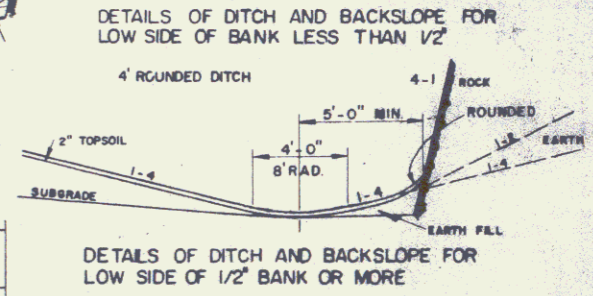 DETAILS OF DITCH AND BACKSLOPE FOR
LOW SIDE OF BANK LESS THAN 1/2"
4' ROUNDED DITCH
4-1
ROCK
5'-0" MIN.
ROUNDED
2" TOPSOIL
4'-0"
8' RAD.
1-4
1-4
1-2
EARTH
1-4
SUBGRADE
EARTH FILL
DETAILS OF DITCH AND BACKSLOPE FOR
LOW SIDE OF 1/2" BANK OR MORE